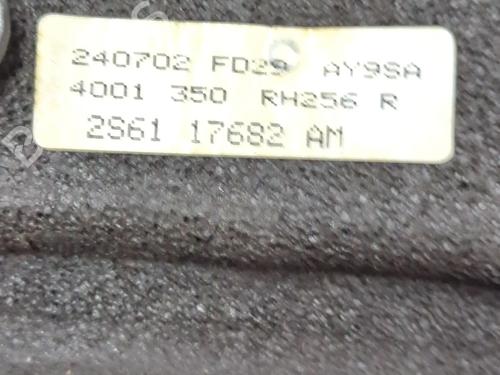 240702 FD29 AY9SA
4001 350 RH256 R
2S61 17682 AM